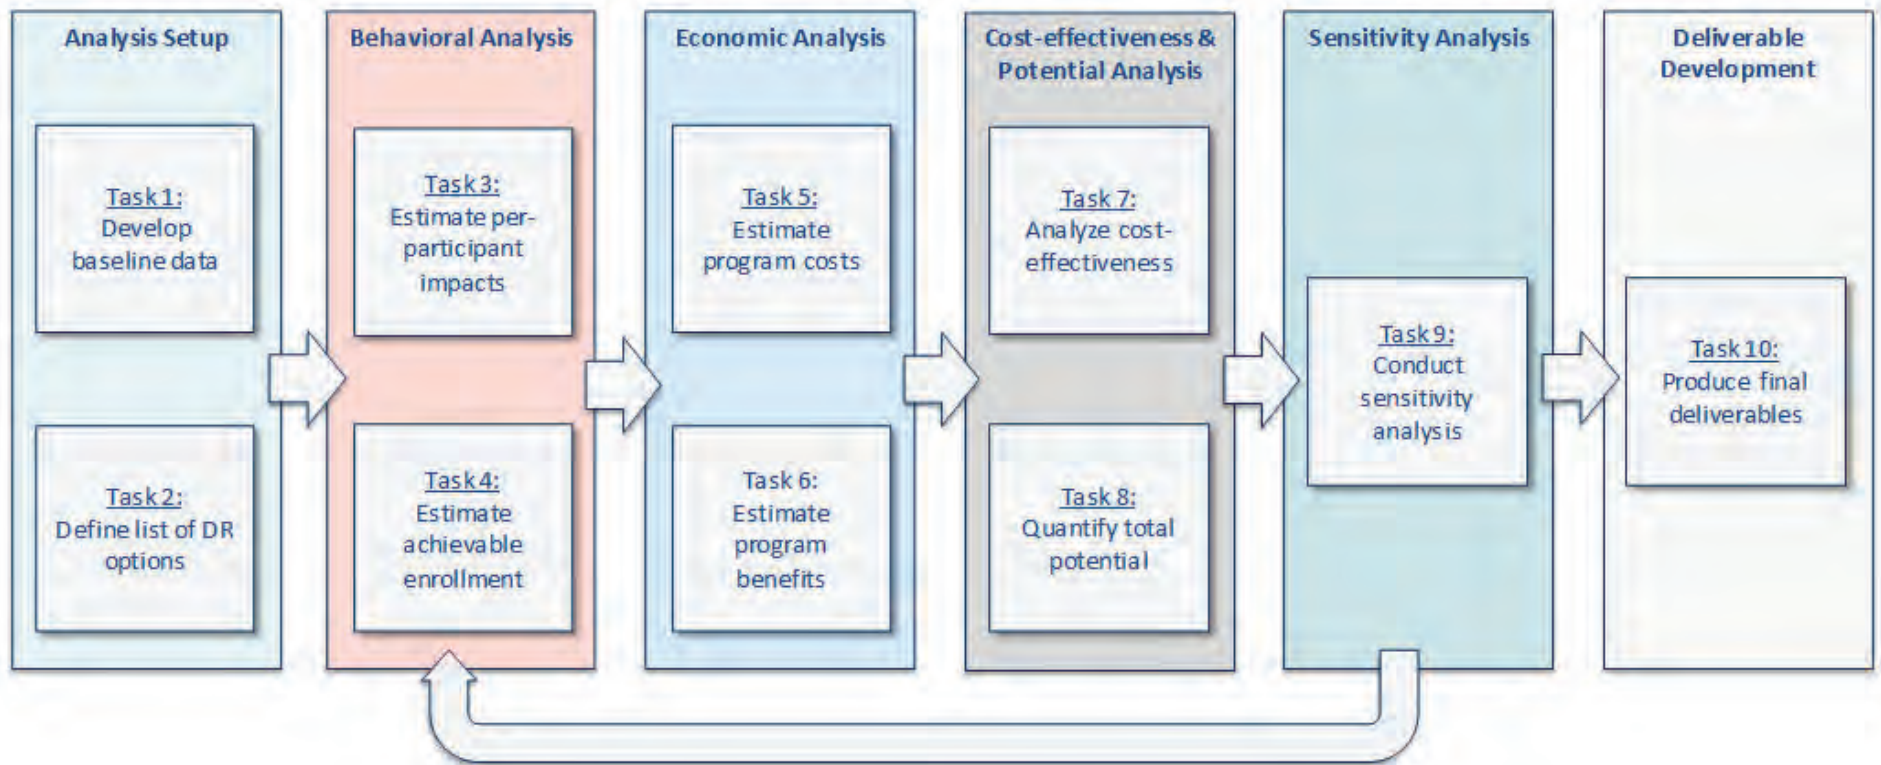 Analysis Setup
Task 1:
Develop
baseline data
Task 2:
Define list of DR
options
Behavioral Analysis
Task 3:
Estimate per-
participant
impacts
Task 4:
Estimate
achievable
enrollment
Economic Analysis
Task 5:
Estimate
program costs
Task 6:
Estimate
program
benefits
Cost-effectiveness &
Potential Analysis
Task 7:
Analyze cost-
effectiveness
Task 8:
Quantify total
potential
Sensitivity Analysis
Task 9:
Conduct
sensitivity
analysis
Deliverable
Development
Task 10:
Produce final
deliverables